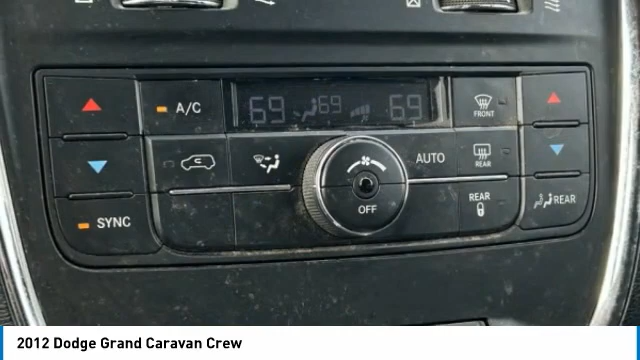 A/C
69 69 69
FRONT
AUTO
REAR
OFF
SYNC
REAR
REAR
2012 Dodge Grand Caravan Crew